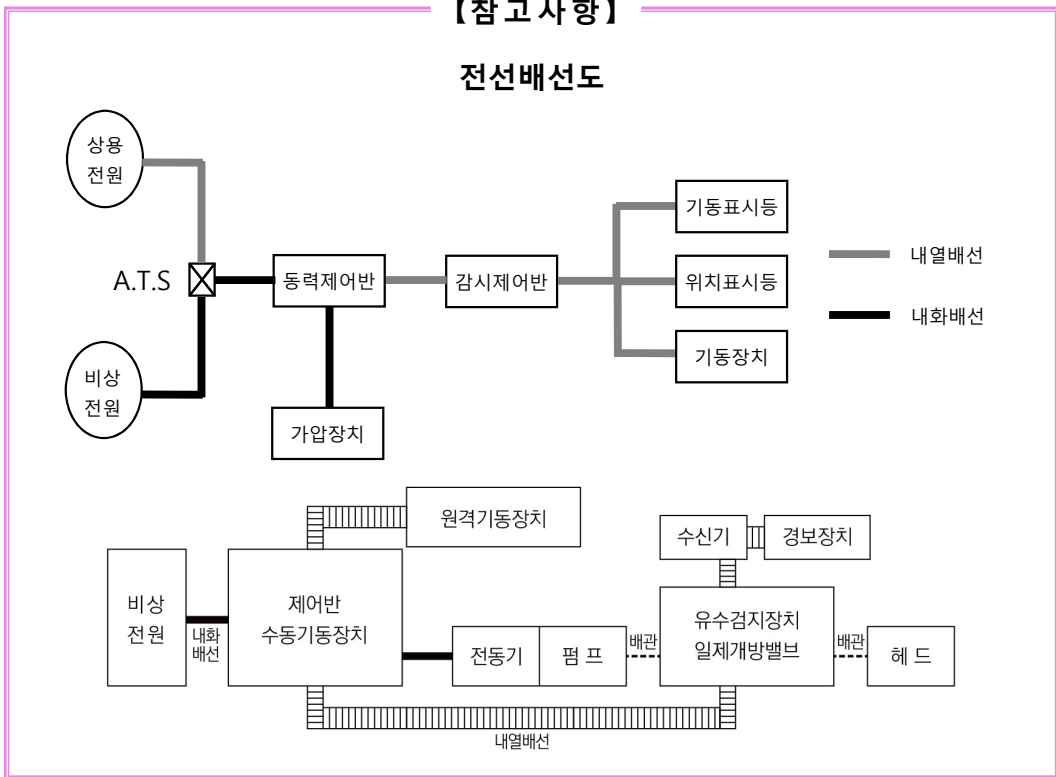 【참고사항】
전선배선도
상용
전원
A.T.S
비상
전원
동력제어반
가압장치
감시제어반
기동표시등
위치표시등
기동장치
내열배선
내화배선
원격기동장치
비상
전원
내화
배선
제어반
수동기동장치
전동기
펌 프
배관
수신기
경보장치
유수검지장치
일제개방밸브
배관
헤 드
내열배선